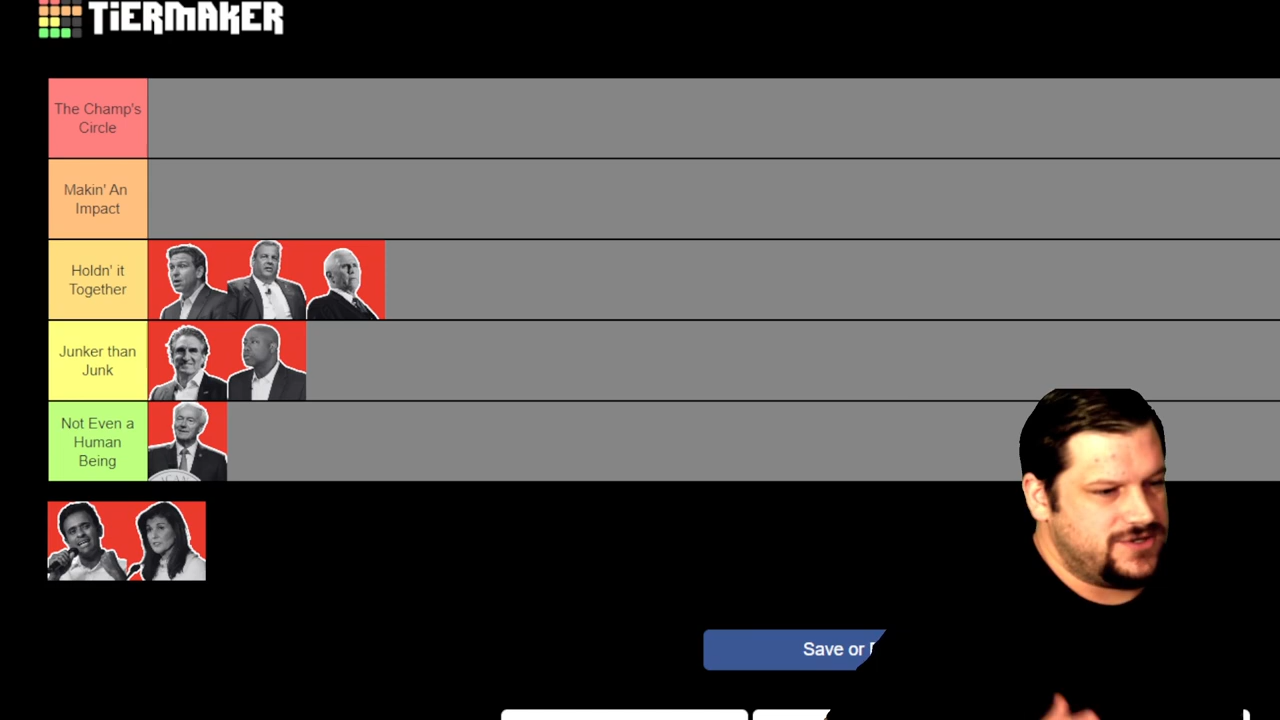 TiERMAKER
The Champ's
Circle
Makin' An
Impact
Holdn' it
Together
Junker than
Junk
Not Even a
Human
Being
Save or